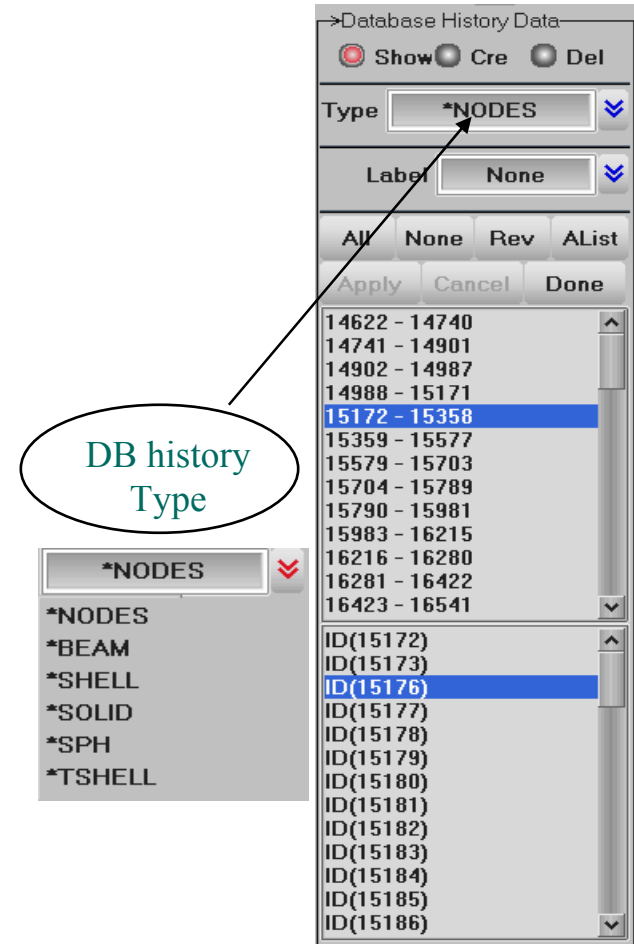 >Database History Data
Show Cre Del
Type *NODES
Label None
All None Rev AList
Apply Cancel Done
14622 - 14740
14741 - 14901
14902 - 14987
14988 - 15171
15172 - 15358
15359 - 15577
15579 - 15703
15704 - 15789
15790 - 15981
15983 - 16215
16216 - 16280
16281 - 16422
16423 - 16541
ID(15172)
ID(15173)
ID(15176)
ID(15177)
ID(15178)
ID(15179)
ID(15180)
ID(15181)
ID(15182)
ID(15183)
ID(15184)
ID(15185)
ID(15186)
DB history
Type
*NODES
*NODES
*BEAM
*SHELL
*SOLID
*SPH
*TSHELL